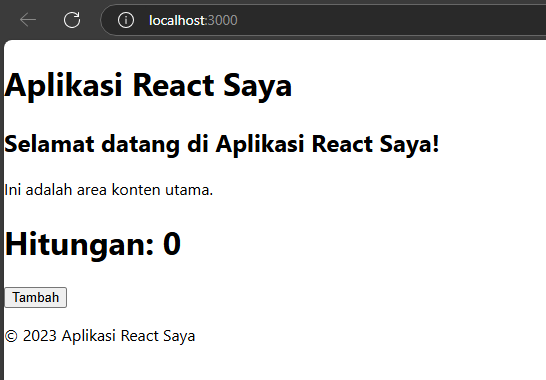 localhost:3000
Aplikasi React Saya
Selamat datang di Aplikasi React Saya!
Ini adalah area konten utama.
Hitungan: 0
Tambah
© 2023 Aplikasi React Saya